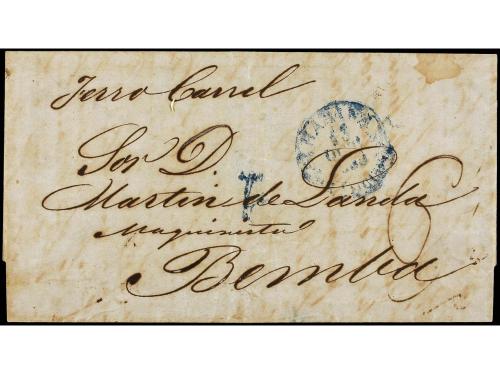 Ferro Carril
Sor D.
Martin de Landa
Maquinista
Bemba